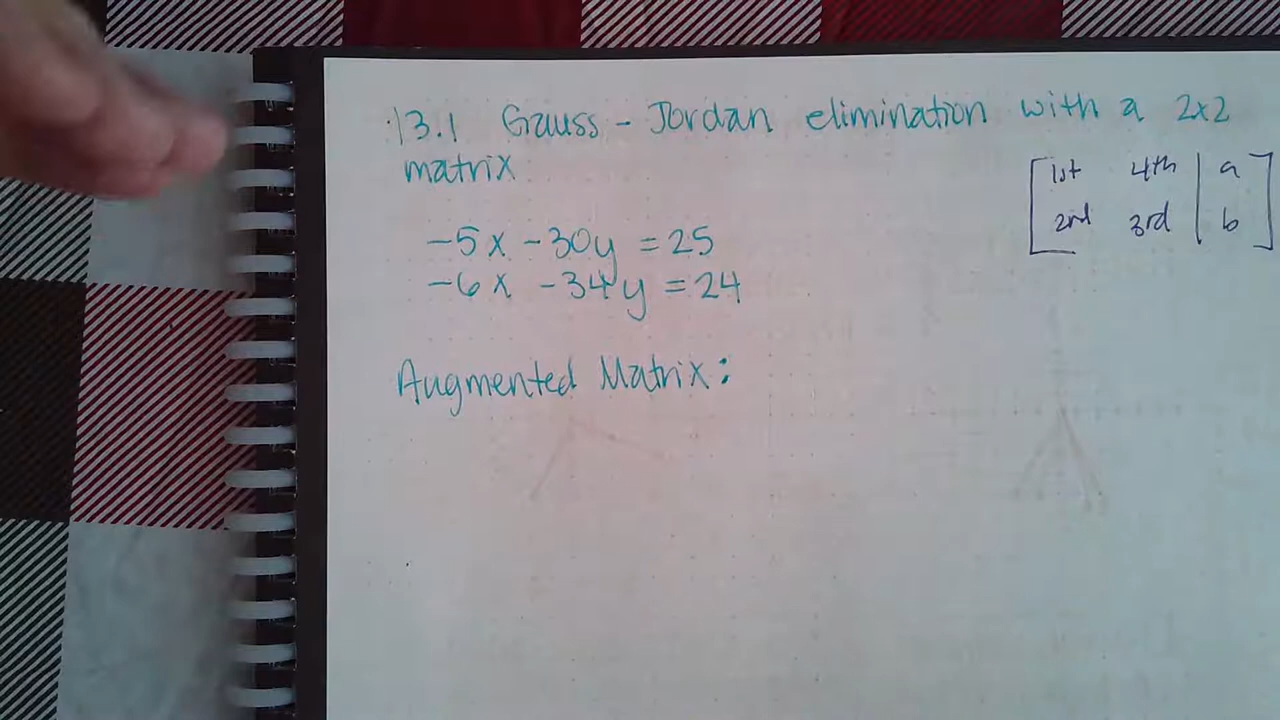 13.1 Gauss - Jordan elimination with a 2x2
matrix
1st 4th | a
2nd 3rd | b
-5x -30y = 25
-6x -34y = 24
Augmented Matrix: